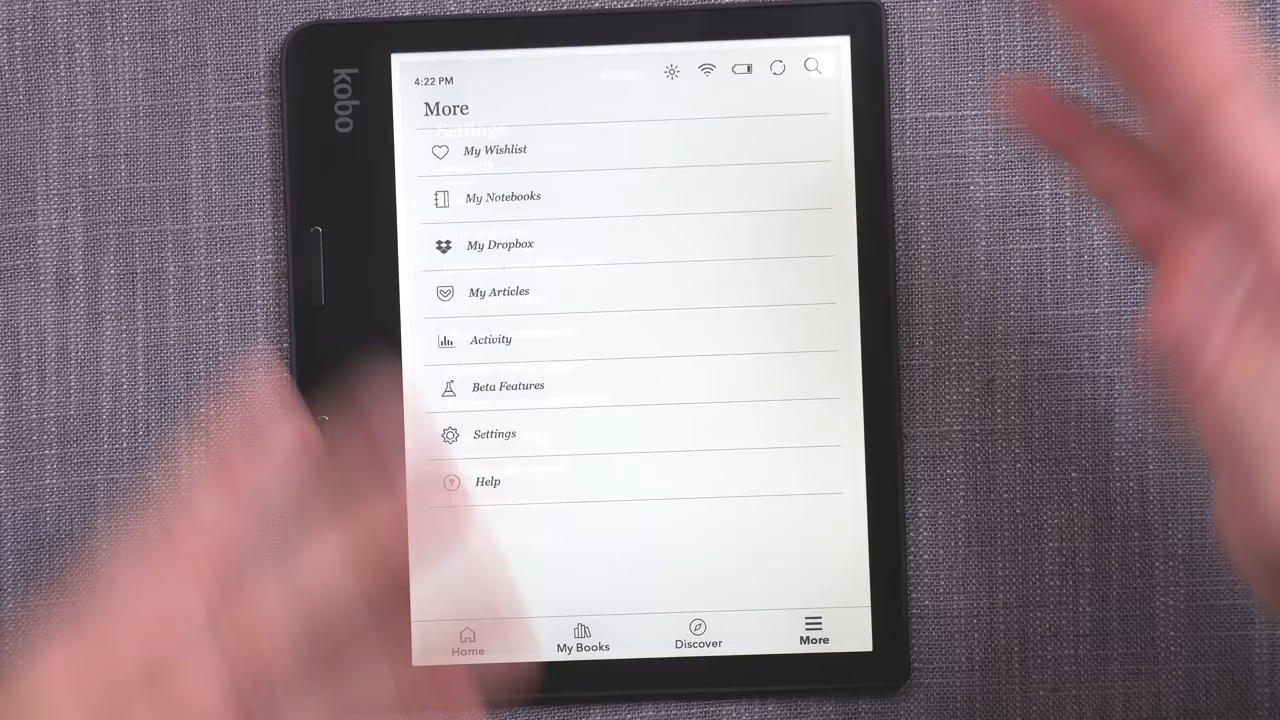 kobo
4:22 PM
More
Settings
My Wishlist
My Notebooks
My Dropbox
My Articles
Activity
Beta Features
Settings
Help
Home
My Books
Discover
More